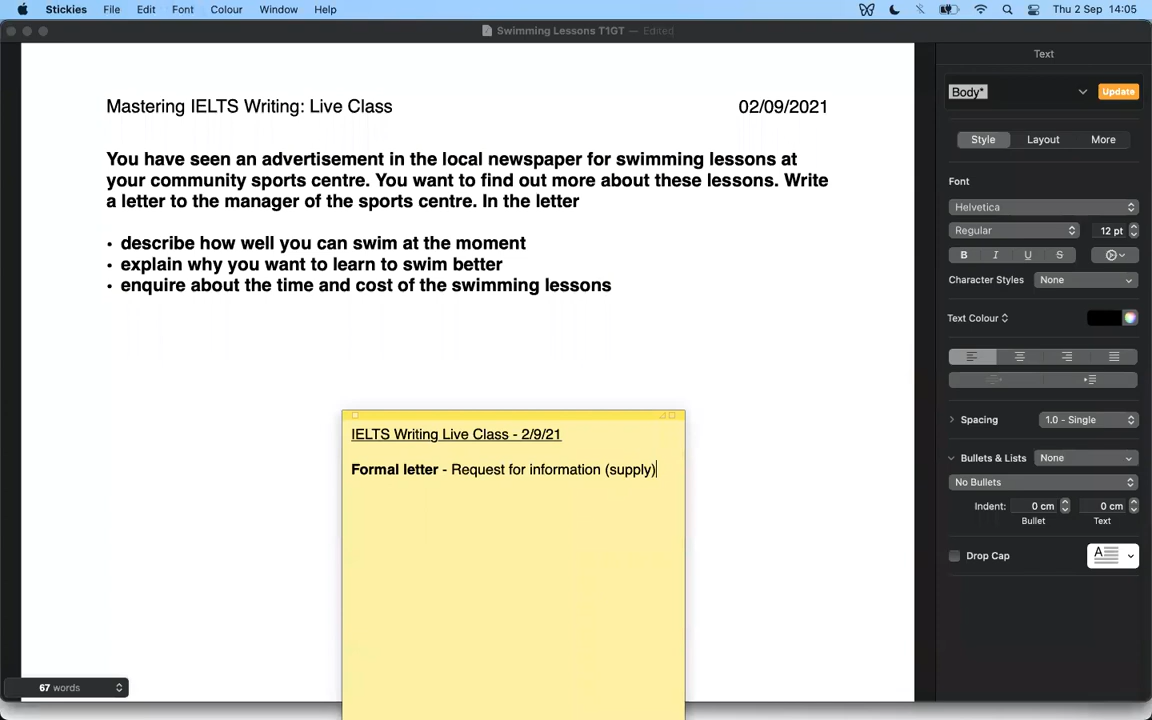 Stickies File Edit Font Colour Window Help Thu 2 Sep 14:05
Swimming Lessons T1GT — Edited
Text
Mastering IELTS Writing: Live Class 02/09/2021
You have seen an advertisement in the local newspaper for swimming lessons at
your community sports centre. You want to find out more about these lessons. Write
a letter to the manager of the sports centre. In the letter
• describe how well you can swim at the moment
• explain why you want to learn to swim better
• enquire about the time and cost of the swimming lessons
IELTS Writing Live Class - 2/9/21
Formal letter - Request for information (supply)
67 words
Body* Update
Style Layout More
Font
Helvetica
Regular 12 pt
B I U S
Character Styles None
Text Colour
Spacing 1.0 - Single
Bullets & Lists None
No Bullets
Indent: 0 cm 0 cm
Bullet Text
Drop Cap A